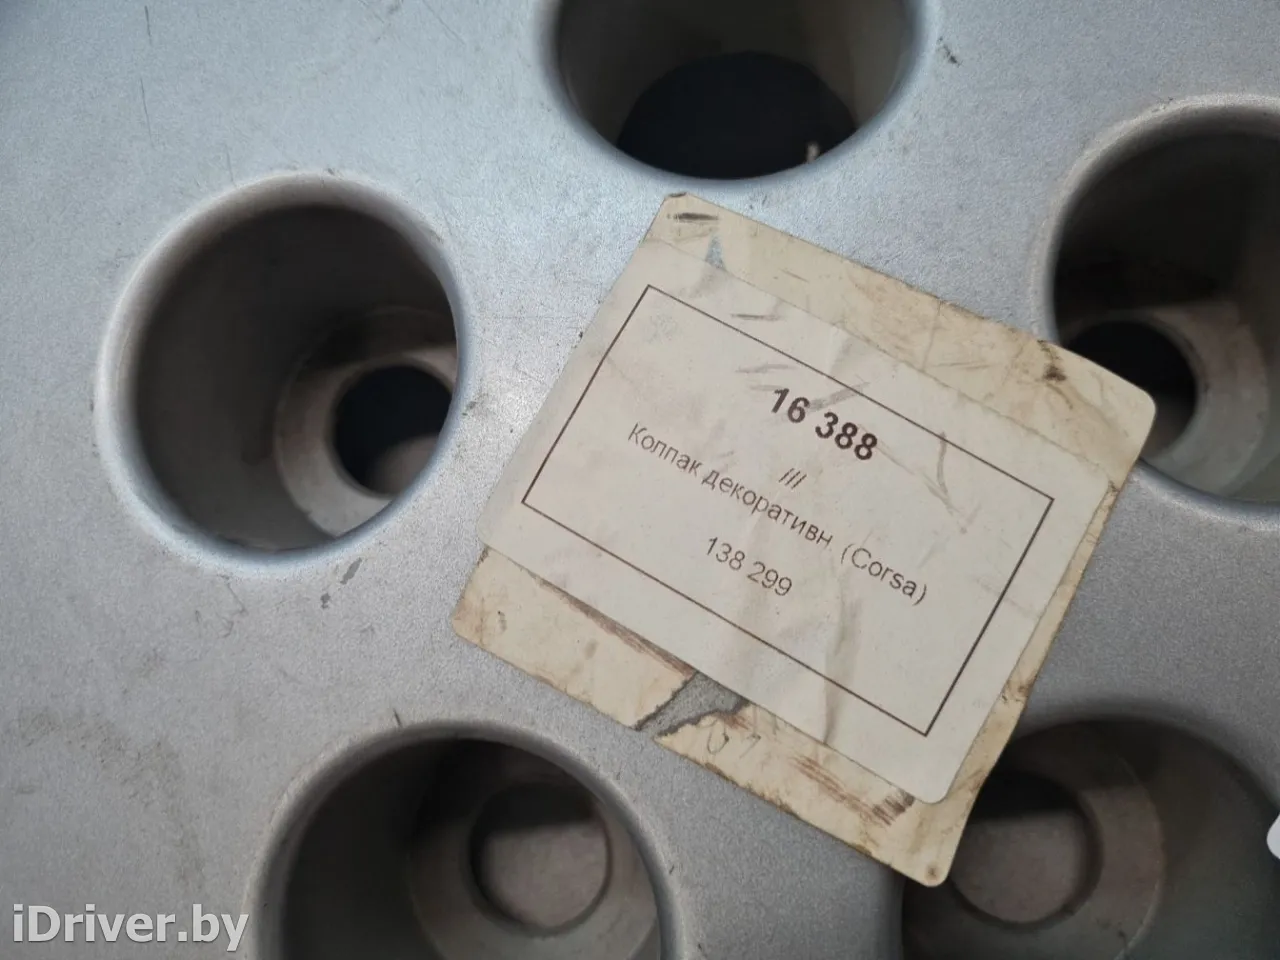 16 388
///
Колпак декоративн. (Corsa)
138 299
iDriver.by